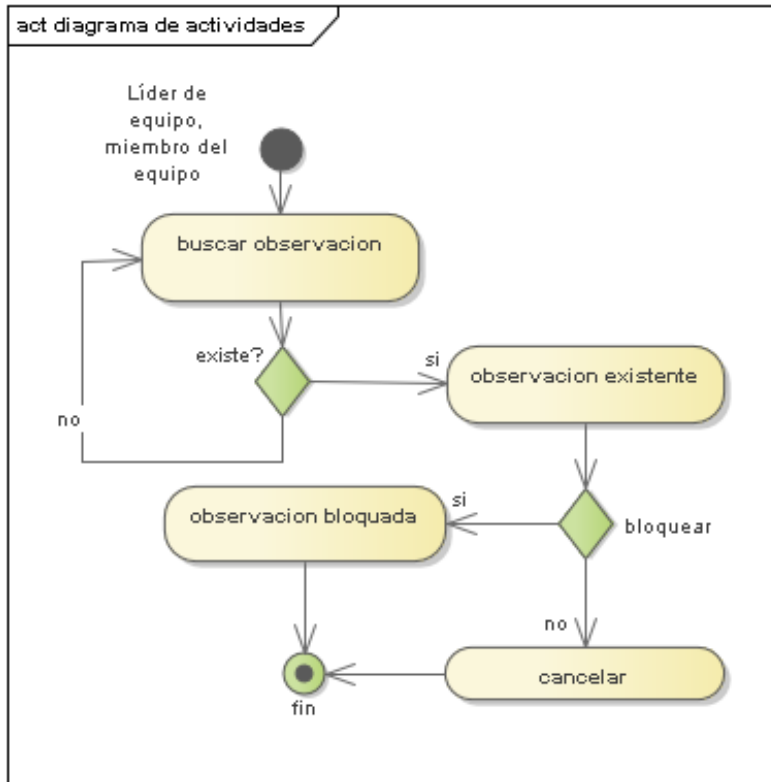 act diagrama de actividades
Líder de
equipo,
miembro del
equipo
buscar observacion
existe?
si
observacion existente
no
observacion bloquada
si
bloquear
no
cancelar
fin